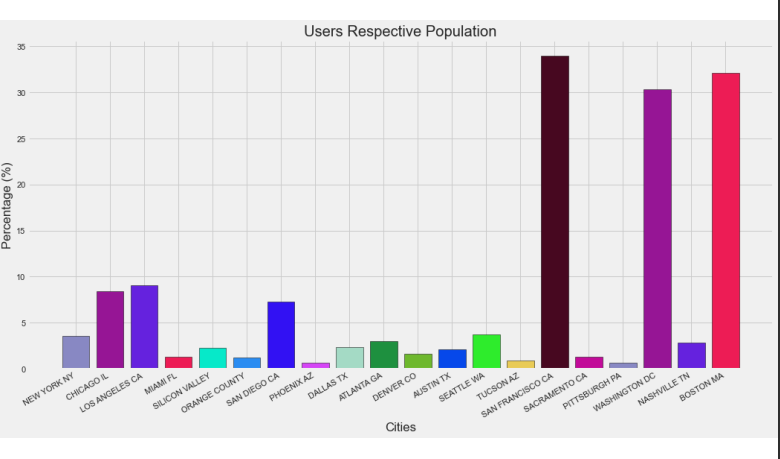 Users Respective Population
35
30
25
20
15
10
5
0
Percentage (%)
NEW YORK NY
CHICAGO IL
LOS ANGELES CA
MIAMI FL
SILICON VALLEY
ORANGE COUNTY
SAN DIEGO CA
PHOENIX AZ
DALLAS TX
ATLANTA GA
DENVER CO
AUSTIN TX
SEATTLE WA
TUCSON AZ
SAN FRANCISCO CA
SACRAMENTO CA
PITTSBURGH PA
WASHINGTON DC
NASHVILLE TN
BOSTON MA
Cities